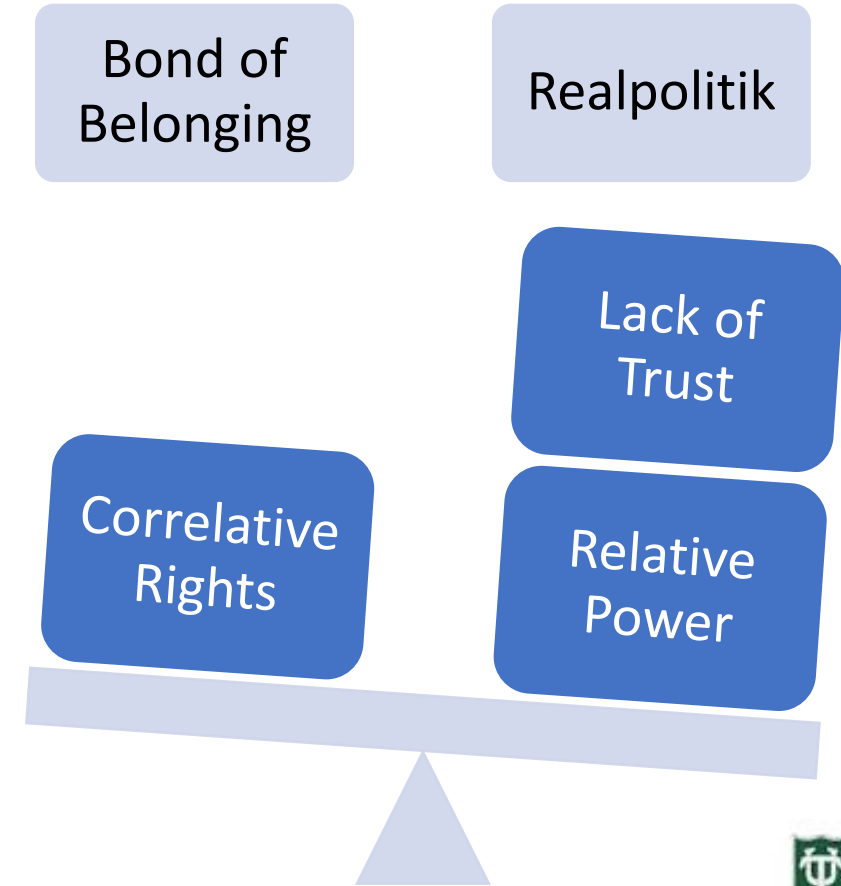 Bond of
Belonging
Realpolitik
Lack of
Trust
Correlative
Rights
Relative
Power